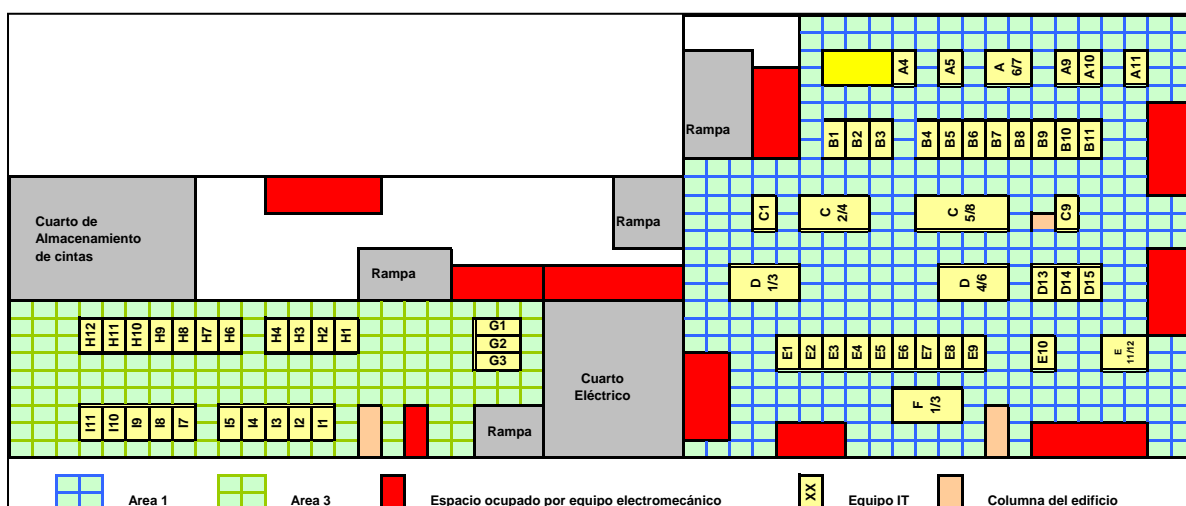 A4
A5
A
6/7
A9
A10
A11
Rampa
B1
B2
B3
B4
B5
B6
B7
B8
B9
B10
B11
Cuarto de
Almacenamiento
de cintas
Rampa
C1
C
2/4
C
5/8
C9
Rampa
D
1/3
D
4/6
D13
D14
D15
H12
H11
H10
H9
H8
H7
H6
H4
H3
H2
H1
G1
G2
G3
Cuarto
Eléctrico
E1
E2
E3
E4
E5
E6
E7
E8
E9
E10
E
11/12
F
1/3
I11
I10
I9
I8
I7
I5
I4
I3
I2
I1
Rampa
Area 1
Area 3
Espacio ocupado por equipo electromecánico
XX
Equipo IT
Columna del edificio